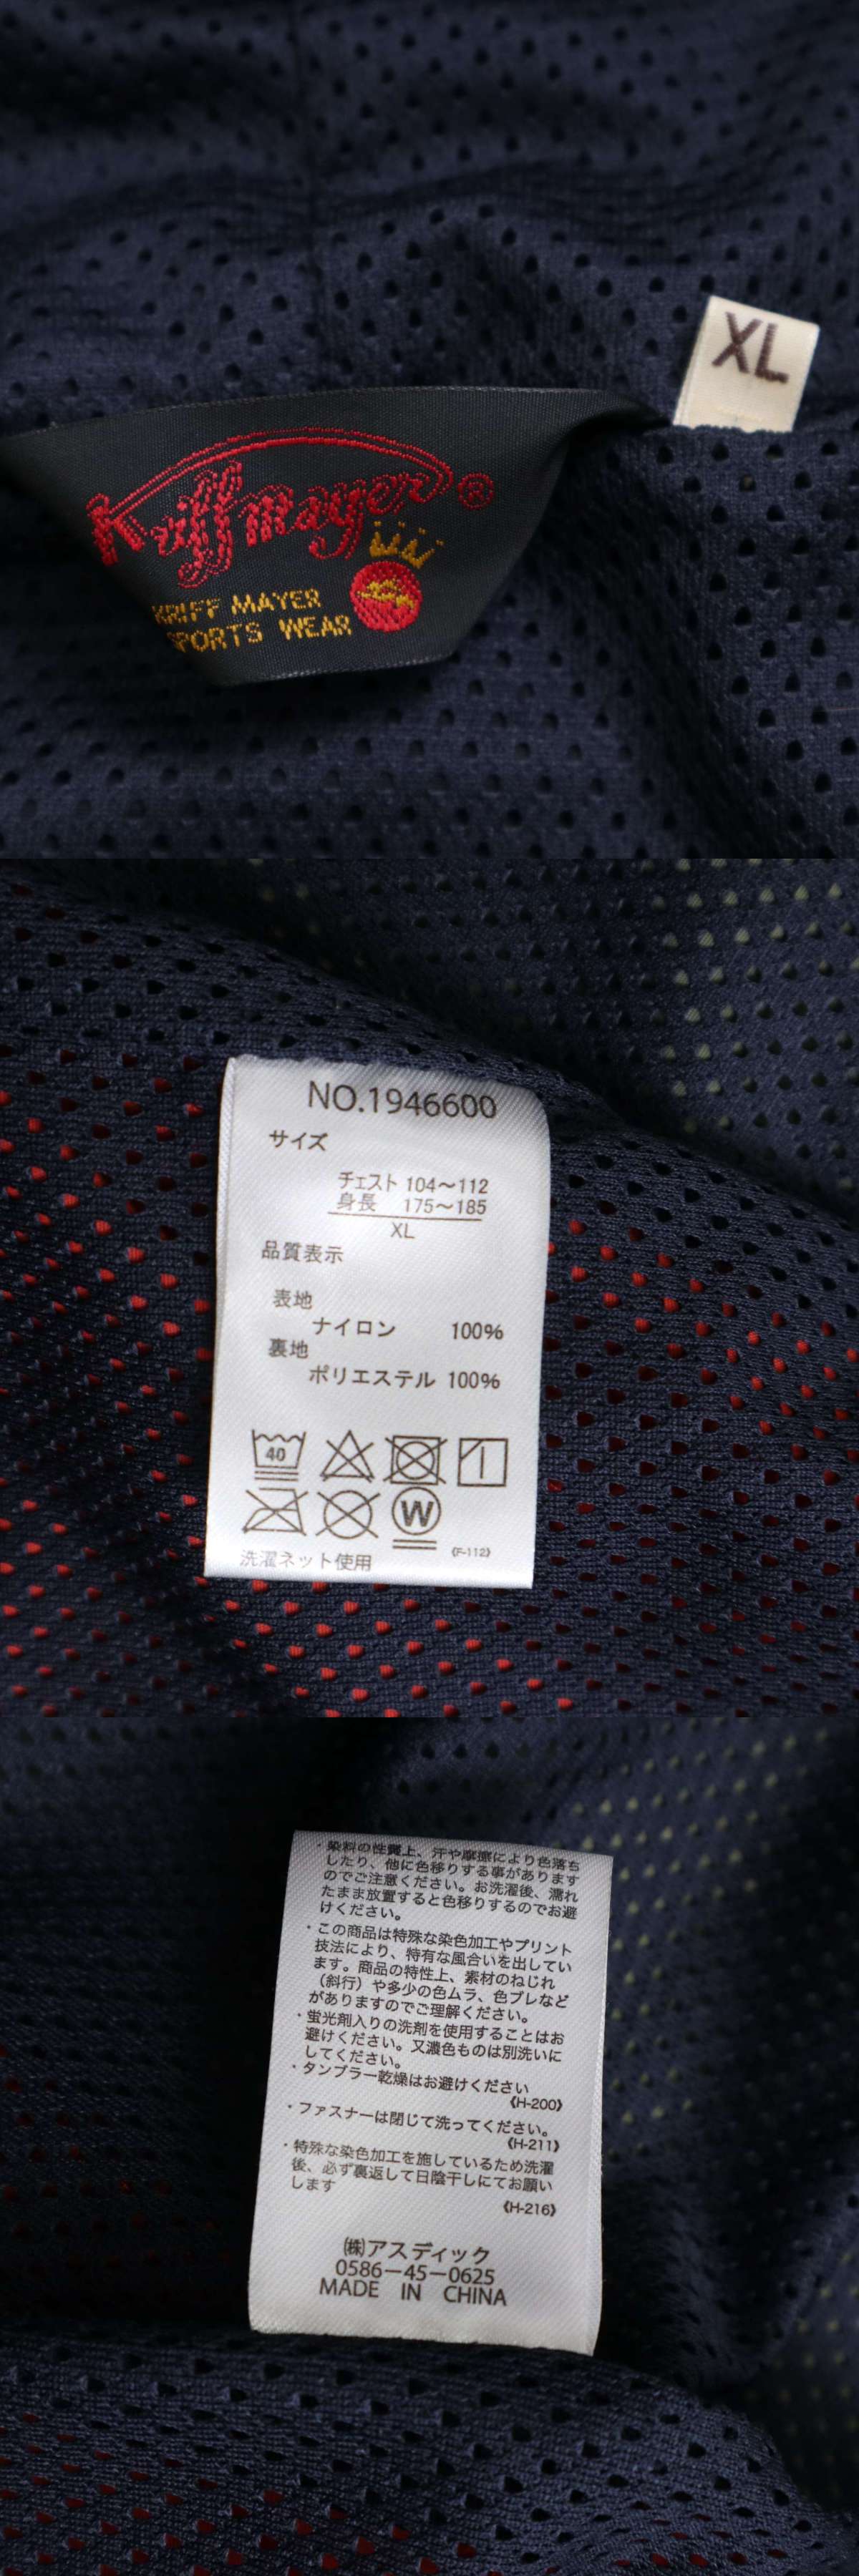 XL
Kriff mayer®
KRIFF MAYER
SPORTS WEAR
NO.1946600
サイズ
チェスト 104～112
身長 175～185
XL
品質表示
表地
ナイロン 100%
裏地
ポリエステル 100%
40
W
洗濯ネット使用 《F-112》
・染料の性質上、汗や摩擦により色落ち
したり、他に色移りする事があります
のでご注意ください。お洗濯後、濡れ
たまま放置すると色移りするのでお避
けください。
・この商品は特殊な染色加工やプリント
技法により、特有な風合いを出してい
ます。商品の特性上、素材のねじれ
（斜行）や多少の色ムラ、色ブレなど
がありますのでご理解ください。
・蛍光剤入りの洗剤を使用することはお
避けください。又濃色ものは別洗いに
してください。
・タンブラー乾燥はお避けください
《H-200》
・ファスナーは閉じて洗ってください。
《H-211》
・特殊な染色加工を施しているため洗濯
後、必ず裏返して日陰干しにてお願い
します
《H-216》
㈱アスディック
0586－45－0625
MADE IN CHINA